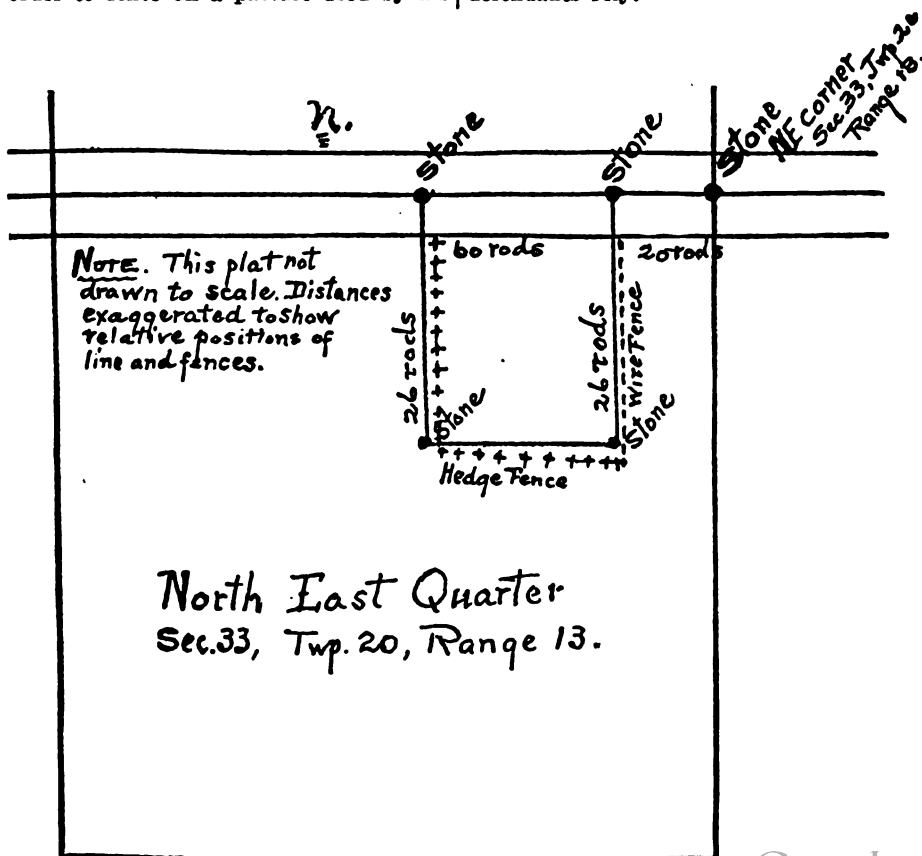 N.
Stone
Stone
Stone
NE Corner
Sec. 33, Twp 20
Range 18.
60 rods
20 rods
NOTE. This plat not
drawn to scale. Distances
exaggerated to show
relative positions of
line and fences.
26 rods
26 rods
Wire Fence
Stone
Stone
Hedge Fence
North East Quarter
Sec. 33, Twp. 20, Range 13.